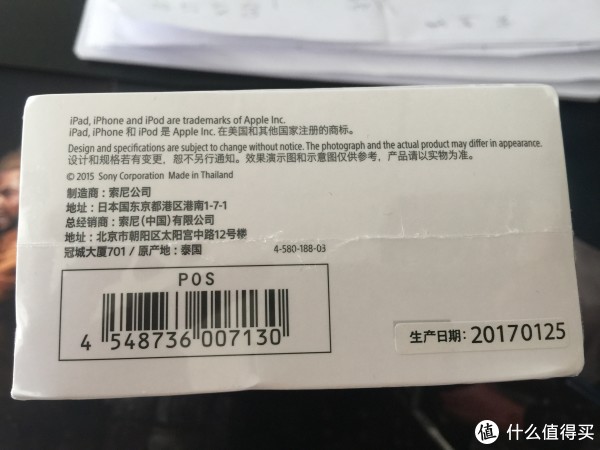 iPad, iPhone and iPod are trademarks of Apple Inc.
iPad, iPhone 和 iPod 是 Apple Inc. 在美国和其他国家注册的商标。
Design and specifications are subject to change without notice. The photograph and the actual product may differ in appearance.
设计和规格若有变更，恕不另行通知。效果演示图和示意图仅供参考，产品请以实物为准。
© 2015 Sony Corporation Made in Thailand
制造商：索尼公司
地址：日本国东京都港区港南1-7-1
总经销商：索尼(中国)有限公司
地址：北京市朝阳区太阳宫中路12号楼
冠城大厦701 / 原产地：泰国
4-580-188-03
POS
4 548736 007130
生产日期: 20170125
值 什么值得买